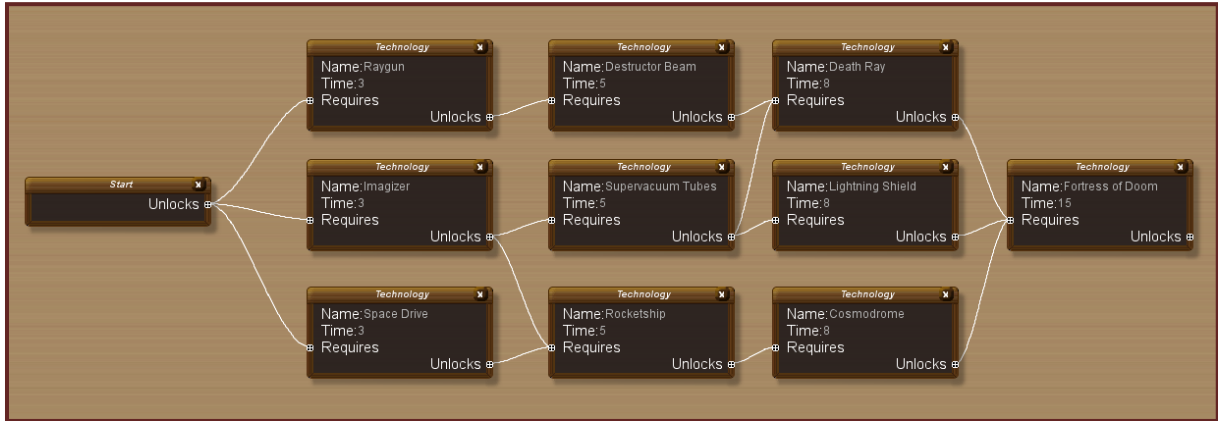 Technology
Name:Raygun
Time:3
Requires
Unlocks
Technology
Name:Destructor Beam
Time:5
Requires
Unlocks
Technology
Name:Death Ray
Time:8
Requires
Unlocks
Start
Unlocks
Technology
Name:Imagizer
Time:3
Requires
Unlocks
Technology
Name:Supervacuum Tubes
Time:5
Requires
Unlocks
Technology
Name:Lightning Shield
Time:8
Requires
Unlocks
Technology
Name:Fortress of Doom
Time:15
Requires
Unlocks
Technology
Name:Space Drive
Time:3
Requires
Unlocks
Technology
Name:Rocketship
Time:5
Requires
Unlocks
Technology
Name:Cosmodrome
Time:8
Requires
Unlocks